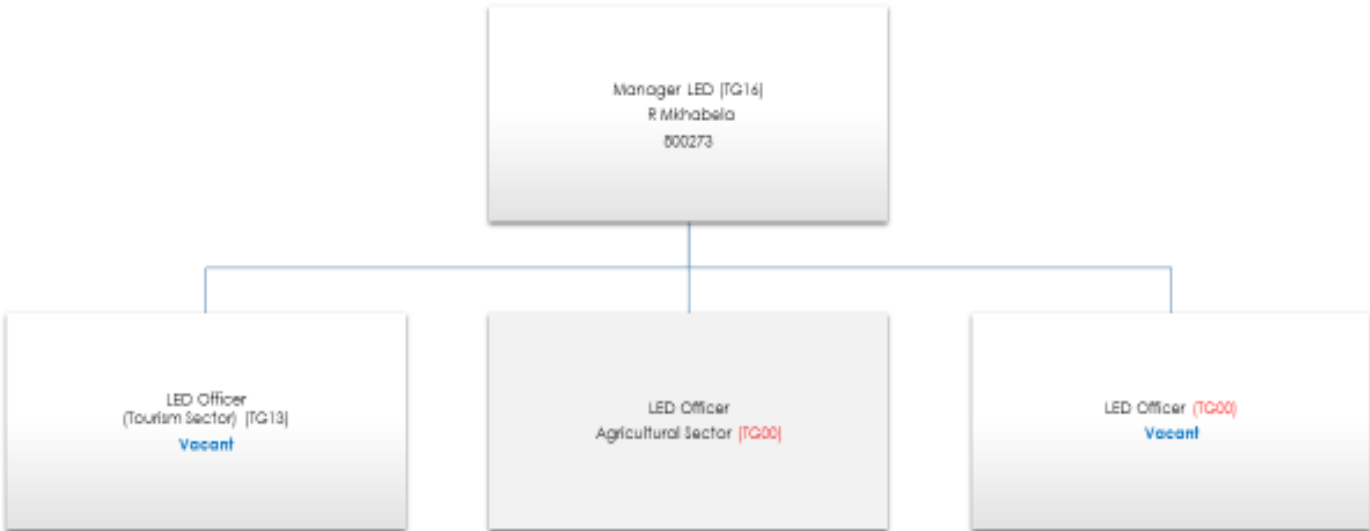 Manager LED (TG16)
R Mkhabela
800273
LED Officer
(Tourism Sector) (TG13)
Vacant
LED Officer
Agricultural Sector (TG00)
LED Officer (TG00)
Vacant